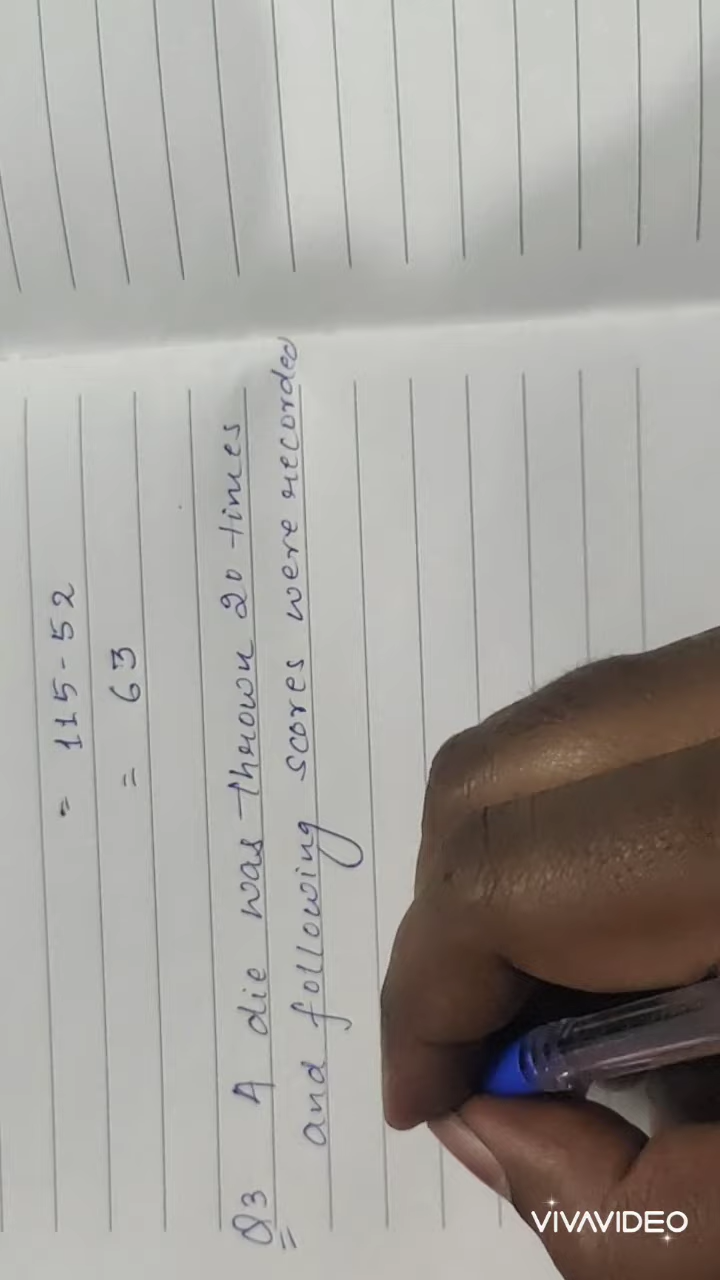 = 115-52
= 63
Q3 A die was thrown 20 times
and following scores were recorded
VIVAVIDEO